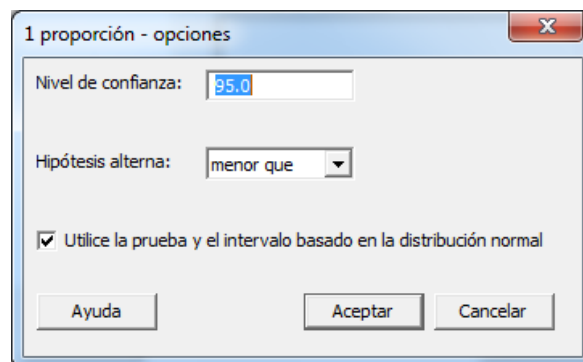 1 proporción - opciones
Nivel de confianza: 95.0
Hipótesis alterna: menor que
Utilice la prueba y el intervalo basado en la distribución normal
Ayuda Aceptar Cancelar